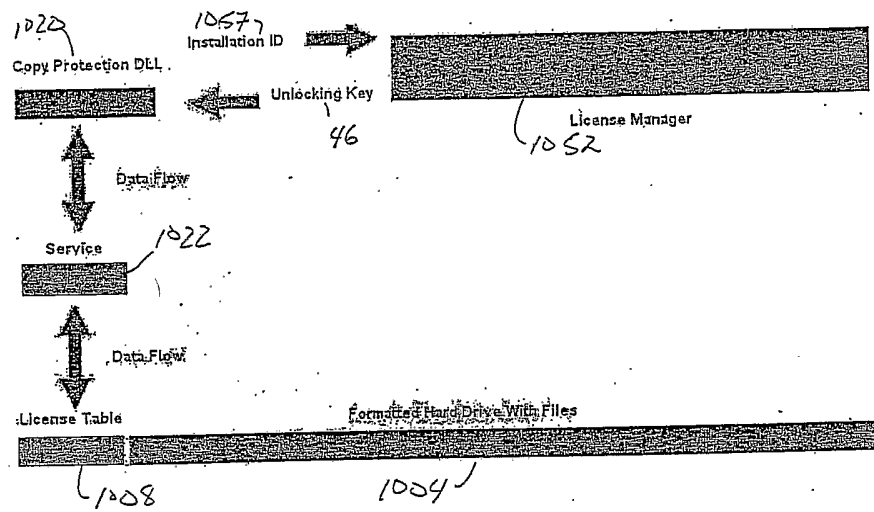 1020
1057
Installation ID
Copy Protection DLL
Unlocking Key
46
License Manager
1052
Data Flow
Service
1022
Data Flow
License Table
Formatted Hard Drive With Files
1008
1004